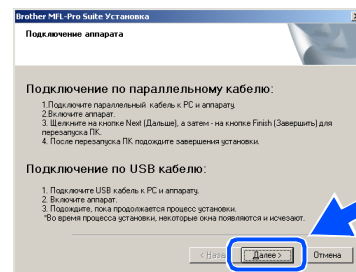 Brother MFL-Pro Suite Установка
Подключение аппарата
Подключение по параллельному кабелю:
1.Подключите параллельный кабель к PC и аппарату.
2.Включите аппарат.
3. Щелкните на кнопке Next (Дальше), а затем - на кнопке Finish (Завершить) для
перезапуска ПК.
4. После перезапуска ПК подождите завершения установки.
Подключение по USB кабелю:
1. Подключите USB кабель к PC и аппарату.
2. Включите аппарат.
3. Подождите, пока продолжается процесс установки.
*Во время процесса установки, некоторые окна появляются и исчезают.
< Назад
Далее >
Отмена